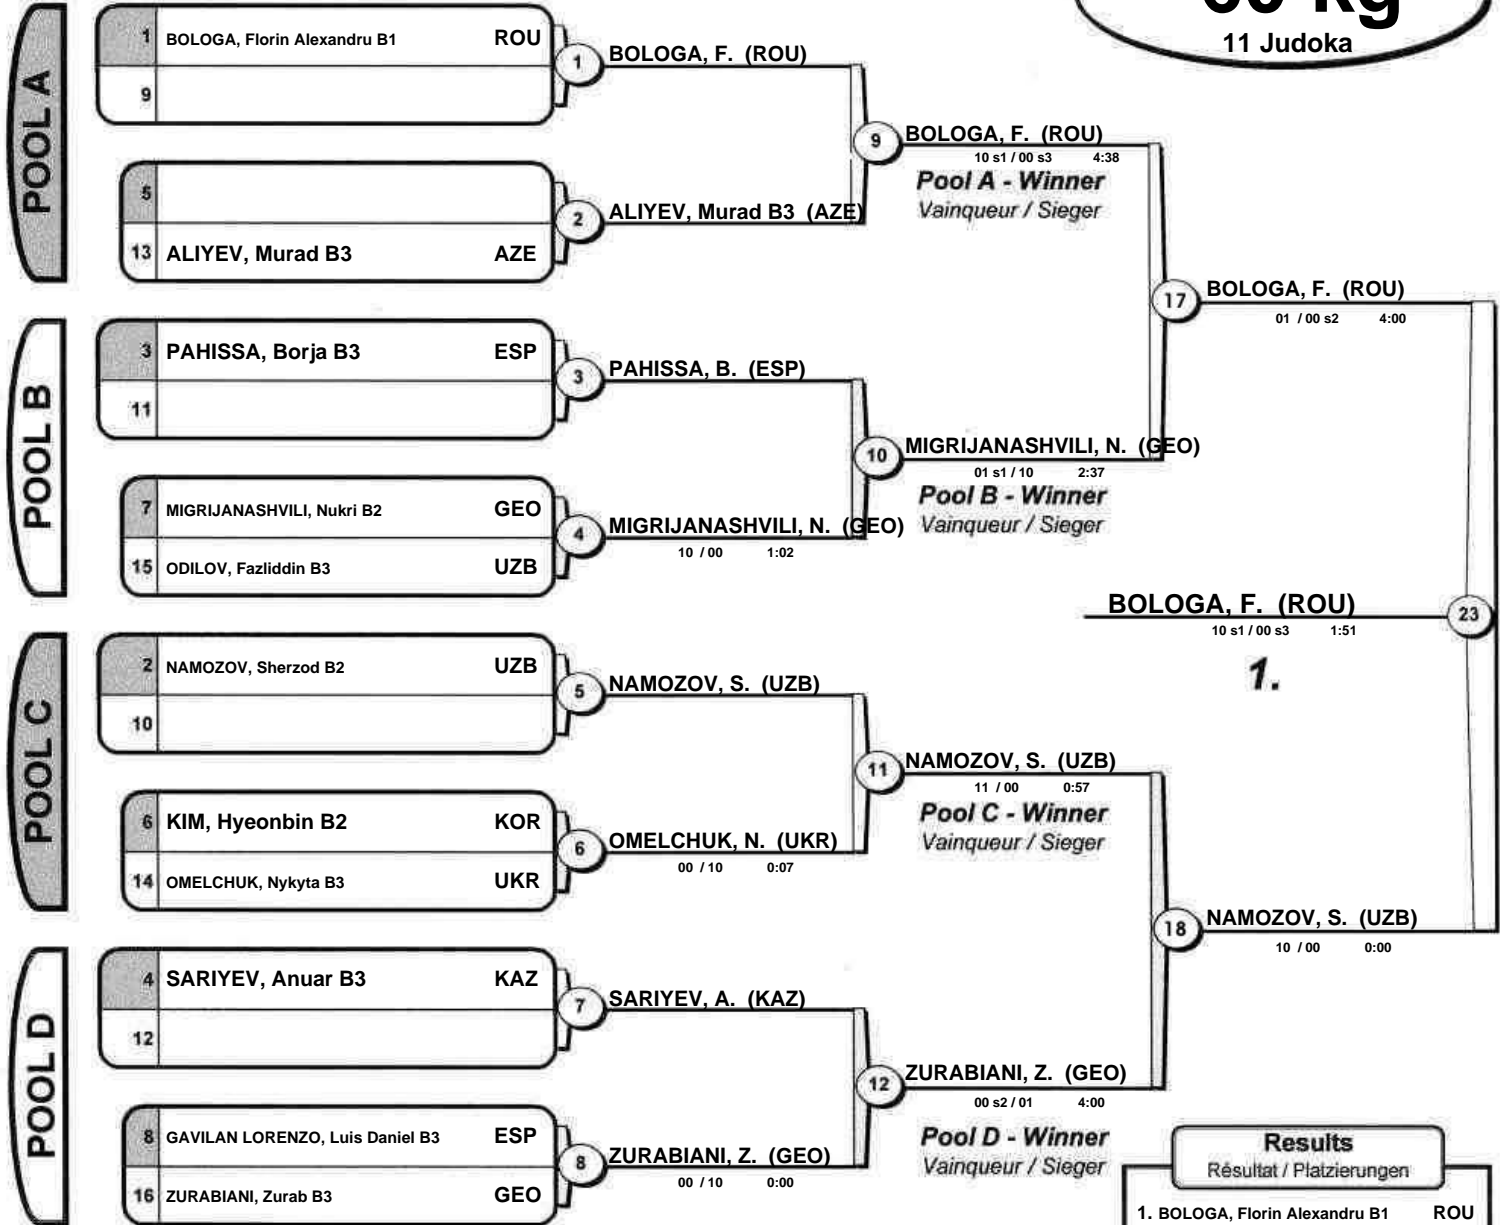 kg
11 Judoka
POOL A
1 BOLOGA, Florin Alexandru B1 ROU
9
1 BOLOGA, F. (ROU)
5
13 ALIYEV, Murad B3 AZE
2 ALIYEV, Murad B3 (AZE)
9 BOLOGA, F. (ROU)
10 s1 / 00 s3 4:38
Pool A - Winner
Vainqueur / Sieger
POOL B
3 PAHISSA, Borja B3 ESP
11
3 PAHISSA, B. (ESP)
7 MIGRIJANASHVILI, Nukri B2 GEO
15 ODILOV, Fazliddin B3 UZB
4 MIGRIJANASHVILI, N. (GEO)
10 / 00 1:02
10 MIGRIJANASHVILI, N. (GEO)
01 s1 / 10 2:37
Pool B - Winner
Vainqueur / Sieger
17 BOLOGA, F. (ROU)
01 / 00 s2 4:00
BOLOGA, F. (ROU) 23
10 s1 / 00 s3 1:51
1.
POOL C
2 NAMOZOV, Sherzod B2 UZB
10
5 NAMOZOV, S. (UZB)
6 KIM, Hyeonbin B2 KOR
14 OMELCHUK, Nykyta B3 UKR
6 OMELCHUK, N. (UKR)
00 / 10 0:07
11 NAMOZOV, S. (UZB)
11 / 00 0:57
Pool C - Winner
Vainqueur / Sieger
POOL D
4 SARIYEV, Anuar B3 KAZ
12
7 SARIYEV, A. (KAZ)
8 GAVILAN LORENZO, Luis Daniel B3 ESP
16 ZURABIANI, Zurab B3 GEO
8 ZURABIANI, Z. (GEO)
00 / 10 0:00
12 ZURABIANI, Z. (GEO)
00 s2 / 01 4:00
Pool D - Winner
Vainqueur / Sieger
18 NAMOZOV, S. (UZB)
10 / 00 0:00
Results
Résultat / Platzierungen
1. BOLOGA, Florin Alexandru B1 ROU